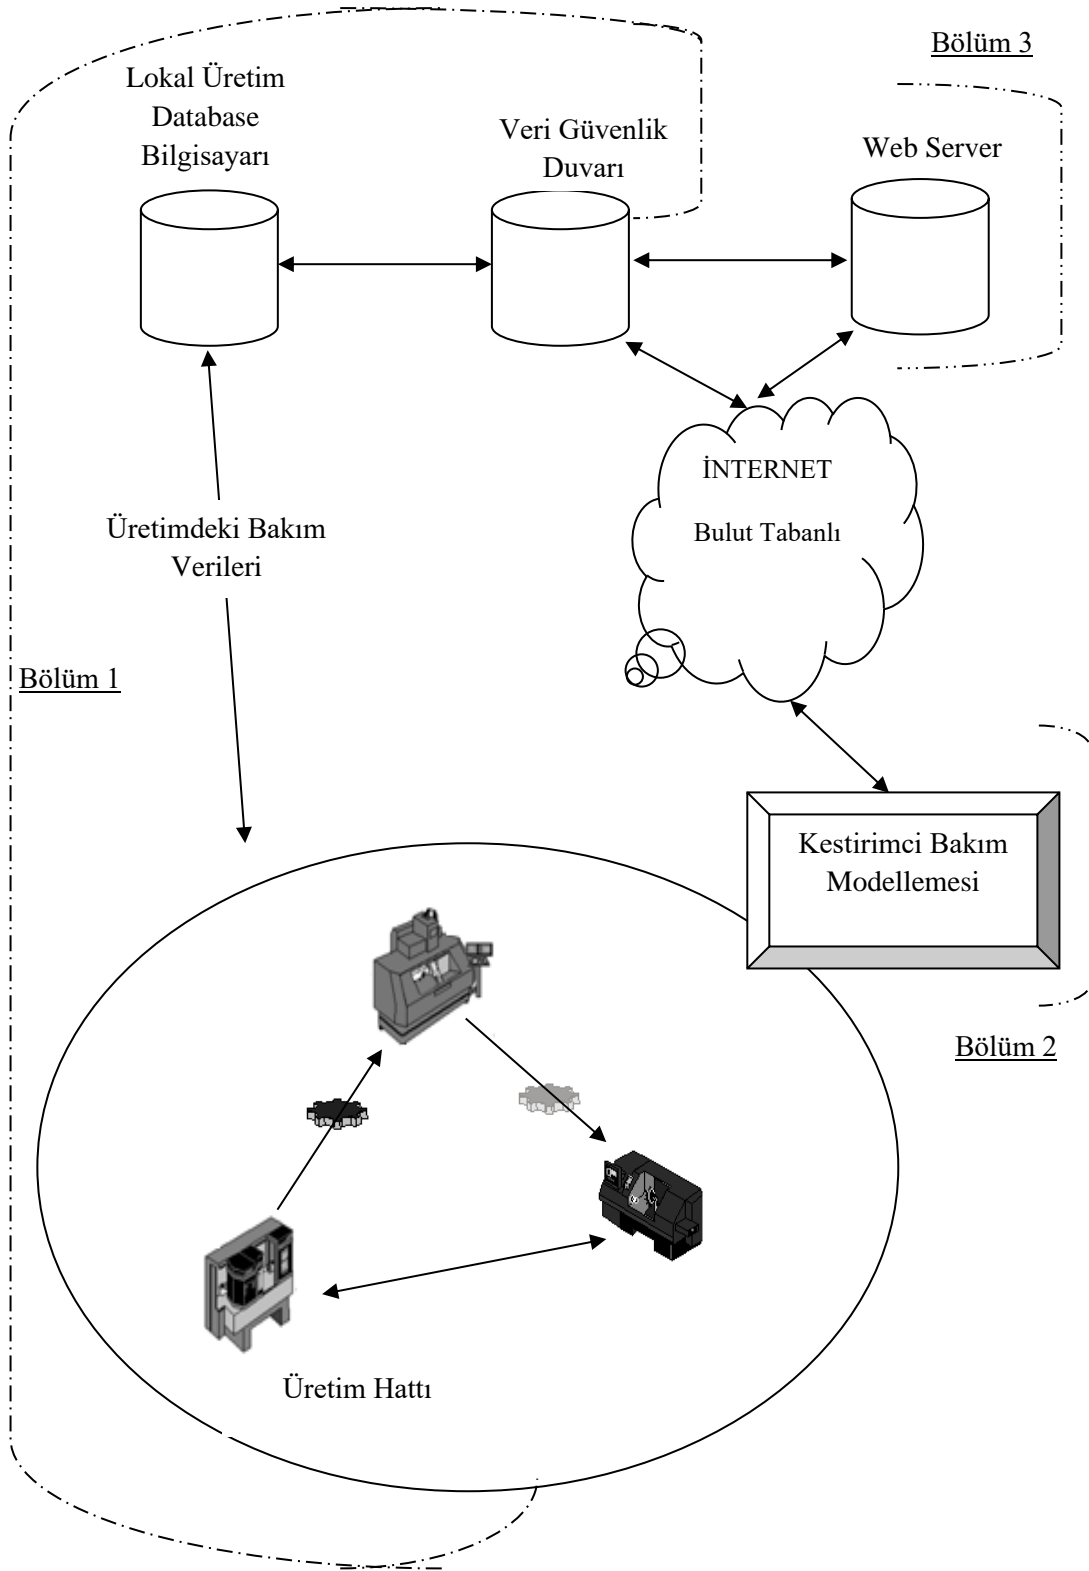 Bölüm 3
Lokal Üretim
Database
Bilgisayarı
Veri Güvenlik
Duvarı
Web Server
İNTERNET
Bulut Tabanlı
Üretimdeki Bakım
Verileri
Bölüm 1
Kestirimci Bakım
Modellemesi
Bölüm 2
Üretim Hattı